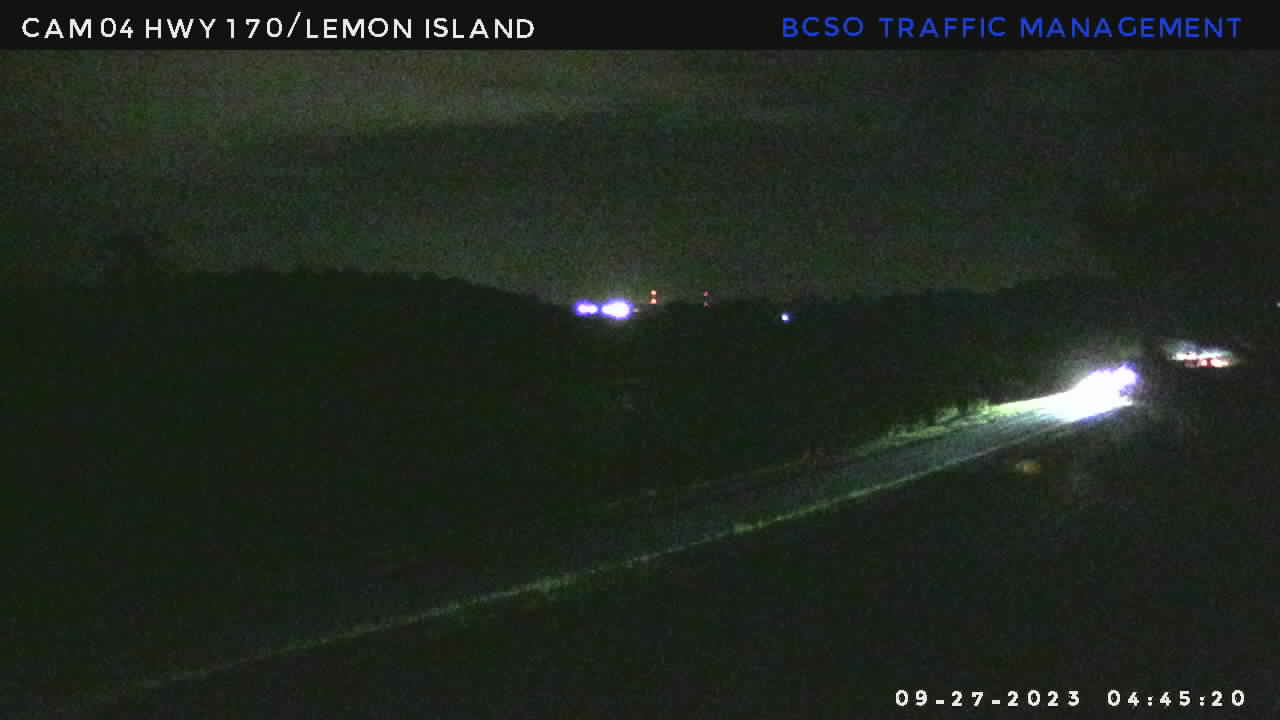 CAM04 HWY 170/LEMON ISLAND
BCSO TRAFFIC MANAGEMENT
09-27-2023 04:45:20